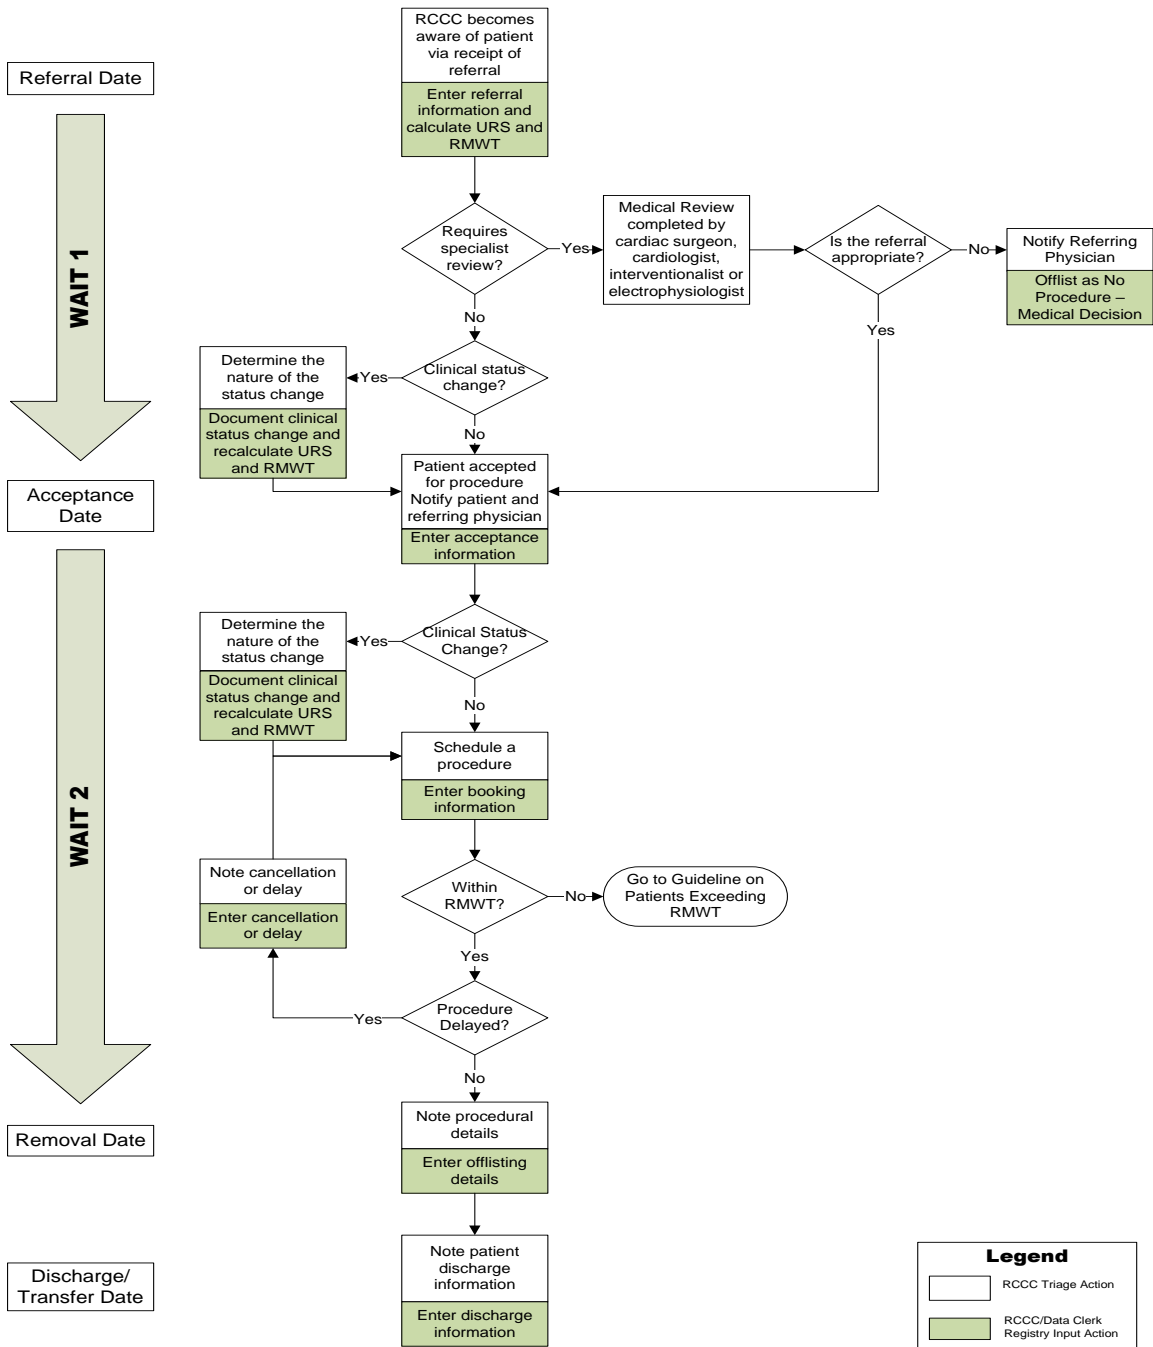 RCCC becomes
aware of patient
via receipt of
referral
Referral Date
Enter referral
information and
calculate URS and
RMWT
WAIT 1
Requires
specialist
review?
Yes
Medical Review
completed by
cardiac surgeon,
cardiologist,
interventionalist or
electrophysiologist
Is the referral
appropriate?
No
Notify Referring
Physician
Offlist as No
Procedure –
Medical Decision
No
Yes
Determine the
nature of the
status change
Yes
Clinical status
change?
Document clinical
status change and
recalculate URS
and RMWT
No
Acceptance
Date
Patient accepted
for procedure
Notify patient and
referring physician
Enter acceptance
information
WAIT 2
Determine the
nature of the
status change
Yes
Clinical Status
Change?
Document clinical
status change and
recalculate URS
and RMWT
No
Schedule a
procedure
Enter booking
information
Note cancellation
or delay
Enter cancellation
or delay
Within
RMWT?
No
Go to Guideline on
Patients Exceeding
RMWT
Yes
Yes
Procedure
Delayed?
No
Removal Date
Note procedural
details
Enter offlisting
details
Discharge/
Transfer Date
Note patient
discharge
information
Enter discharge
information
Legend
RCCC Triage Action
RCCC/Data Clerk
Registry Input Action